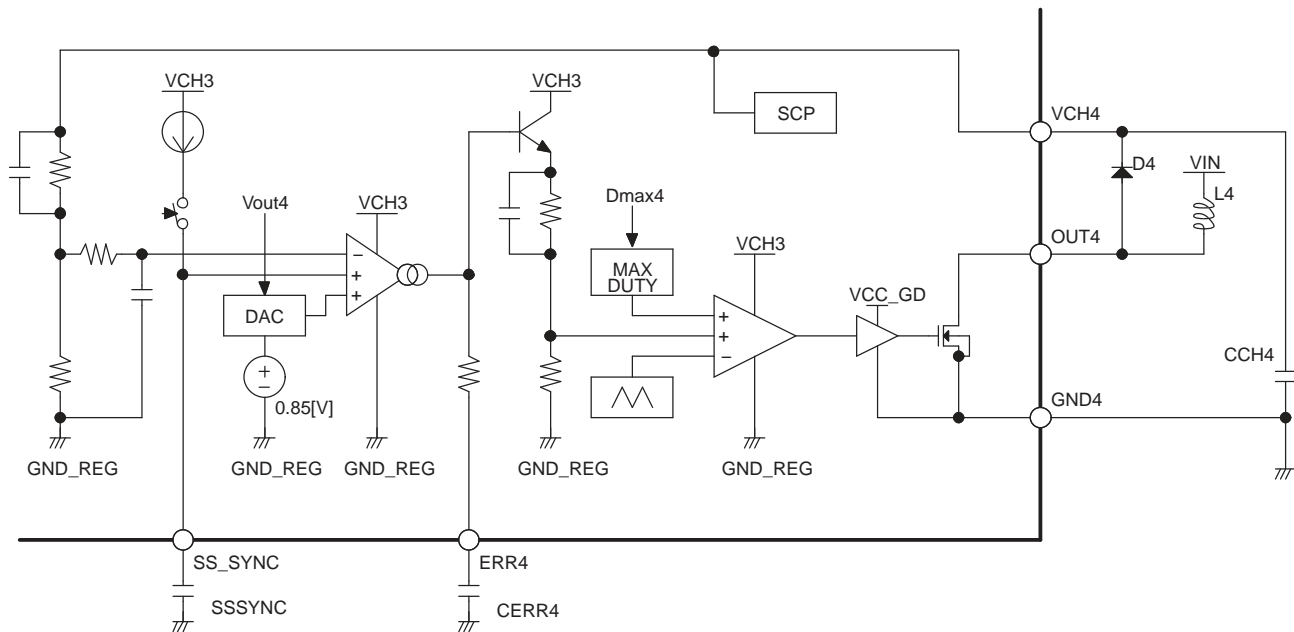 VCH3
VCH3
SCP
VCH4
D4
VIN
L4
Vout4
VCH3
Dmax4
OUT4
MAX
DUTY
VCH3
VCC_GD
DAC
CCH4
0.85[V]
GND4
GND_REG
GND_REG
GND_REG
GND_REG
GND_REG
SS_SYNC
ERR4
SSSYNC
CERR4
+
−
−
+
+
+
+
−